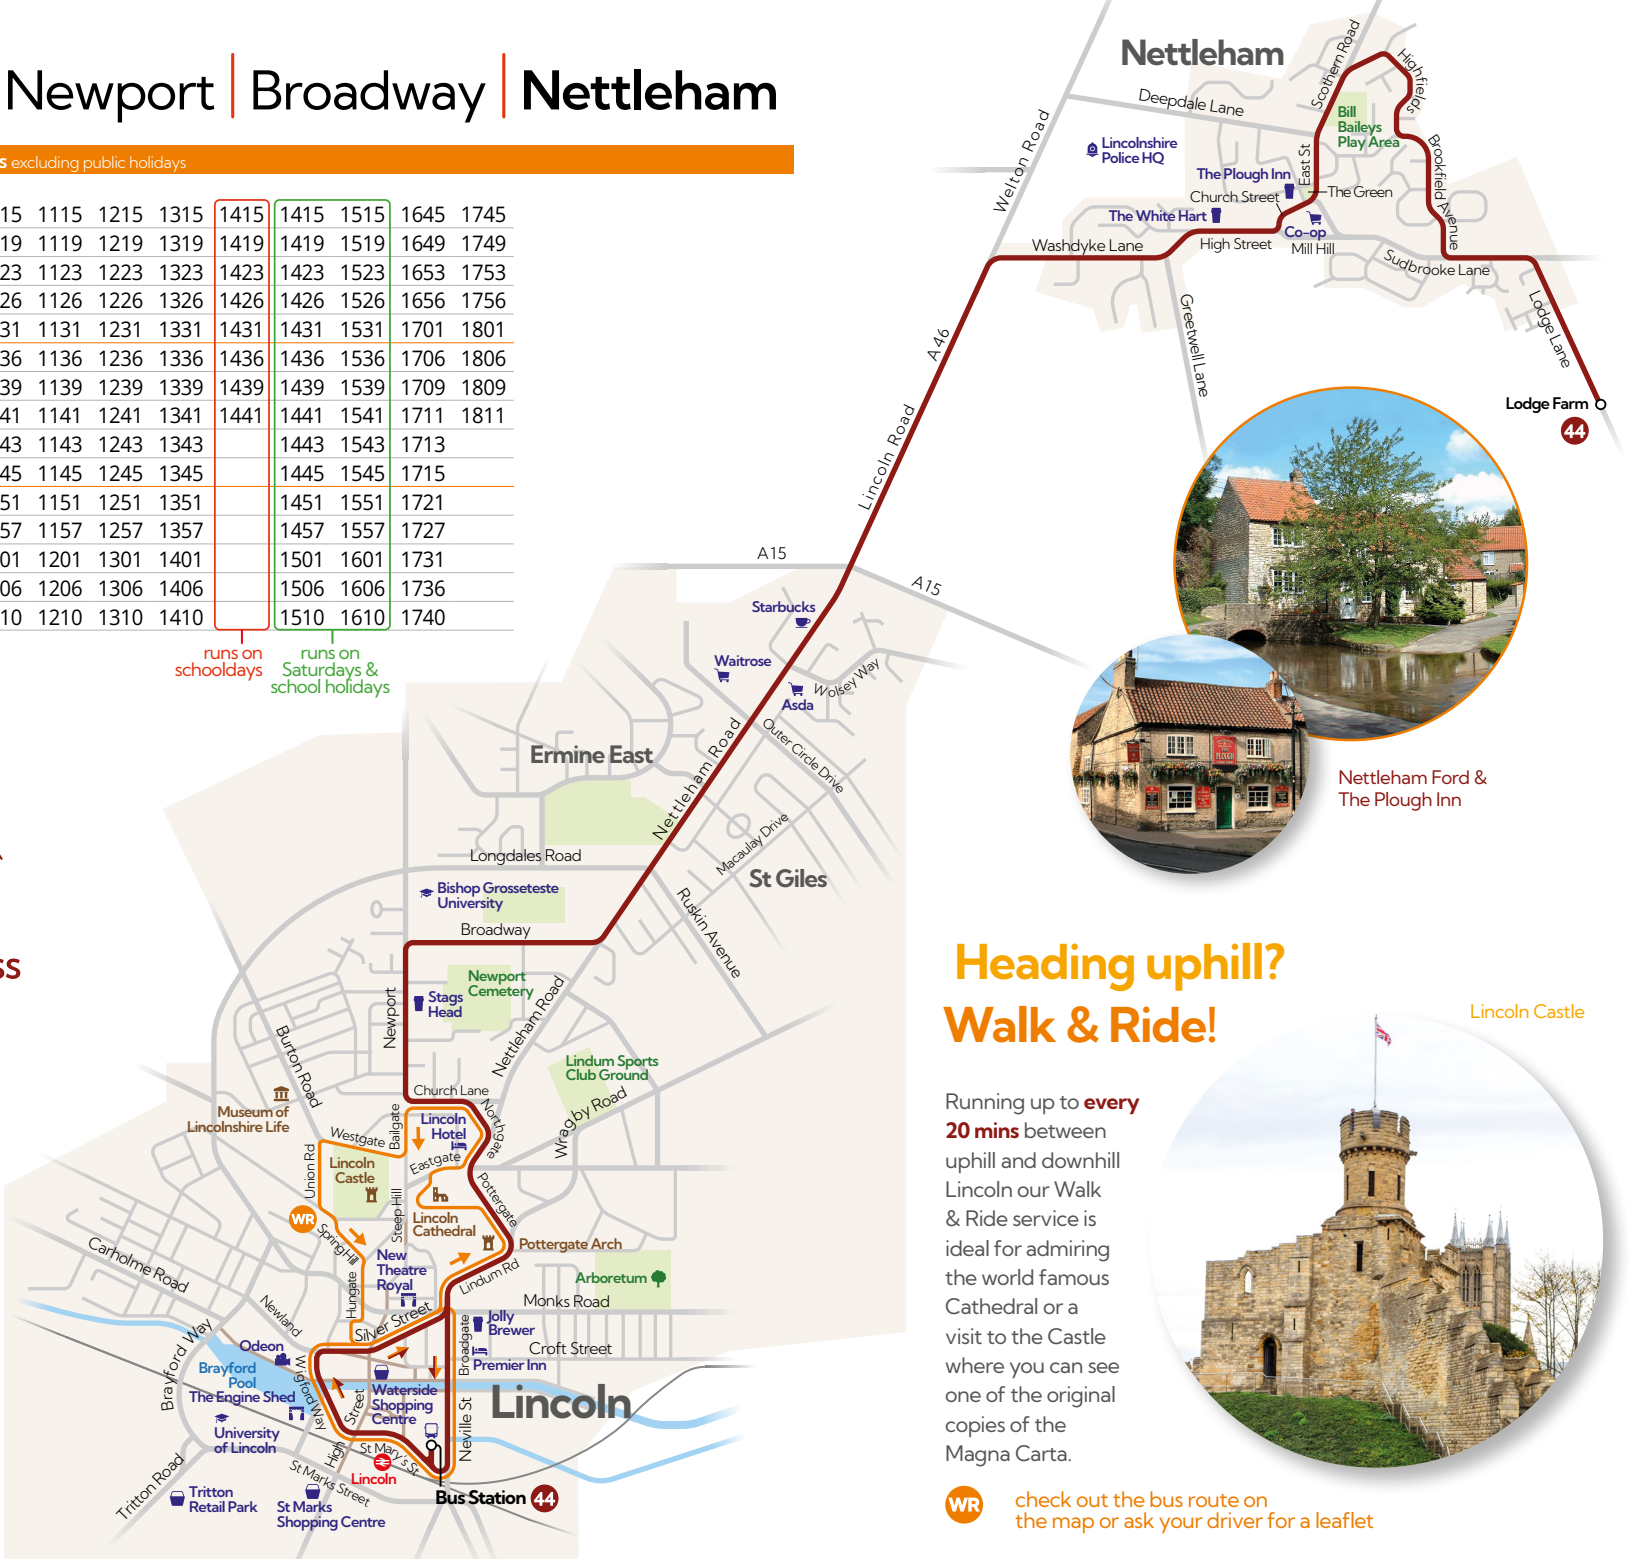 Newport | Broadway | Nettleham
s excluding public holidays
15 1115 1215 1315 1415 1415 1515 1645 1745
19 1119 1219 1319 1419 1419 1519 1649 1749
23 1123 1223 1323 1423 1423 1523 1653 1753
26 1126 1226 1326 1426 1426 1526 1656 1756
31 1131 1231 1331 1431 1431 1531 1701 1801
36 1136 1236 1336 1436 1436 1536 1706 1806
39 1139 1239 1339 1439 1439 1539 1709 1809
41 1141 1241 1341 1441 1441 1541 1711 1811
43 1143 1243 1343 1443 1543 1713
45 1145 1245 1345 1445 1545 1715
51 1151 1251 1351 1451 1551 1721
57 1157 1257 1357 1457 1557 1727
01 1201 1301 1401 1501 1601 1731
06 1206 1306 1406 1506 1606 1736
10 1210 1310 1410 1510 1610 1740
runs on
schooldays
runs on
Saturdays &
school holidays
ss
Nettleham
Scothern Road
Highfields
Deepdale Lane
Bill
Baileys
Play Area
Welton Road
Lincolnshire
Police HQ
The Plough Inn
East St
Brookfield Avenue
Church Street
The Green
The White Hart
Co-op
Washdyke Lane
High Street
Mill Hill
Sudbrooke Lane
Greetwell Lane
Lodge Lane
A46
Lodge Farm
44
Lincoln Road
A15
A15
Starbucks
Waitrose
Wolsey Way
Asda
Outer Circle Drive
Ermine East
Nettleham Road
Macaulay Drive
Longdales Road
St Giles
Bishop Grosseteste
University
Ruskin Avenue
Broadway
Newport
Cemetery
Stags
Head
Newport
Nettleham Road
Burton Road
Lindum Sports
Club Ground
Church Lane
Wragby Road
Museum of
Lincolnshire Life
Bailgate
Lincoln
Hotel
Northgate
Westgate
Eastgate
Union Rd
Lincoln
Castle
Steep Hill
Pottergate
WR
Spring Hill
Lincoln
Cathedral
Pottergate Arch
New
Theatre
Royal
Lindum Rd
Arboretum
Carholme Road
Hungate
Monks Road
Newland
Silver Street
Jolly
Brewer
Broadgate
Croft Street
Brayford Way
Odeon
Premier Inn
Brayford
Pool
Wigford Way
The Engine Shed
Waterside
Shopping
Centre
Lincoln
University
of Lincoln
High
Street
Neville St
St Mary's St
Lincoln
St Marks Street
Tritton Road
Tritton
Retail Park
St Marks
Shopping Centre
Bus Station 44
THE
PLOUGH
Nettleham Ford &
The Plough Inn
Heading uphill?
Walk & Ride!
Lincoln Castle
Running up to every
20 mins between
uphill and downhill
Lincoln our Walk
& Ride service is
ideal for admiring
the world famous
Cathedral or a
visit to the Castle
where you can see
one of the original
copies of the
Magna Carta.
WR
check out the bus route on
the map or ask your driver for a leaflet